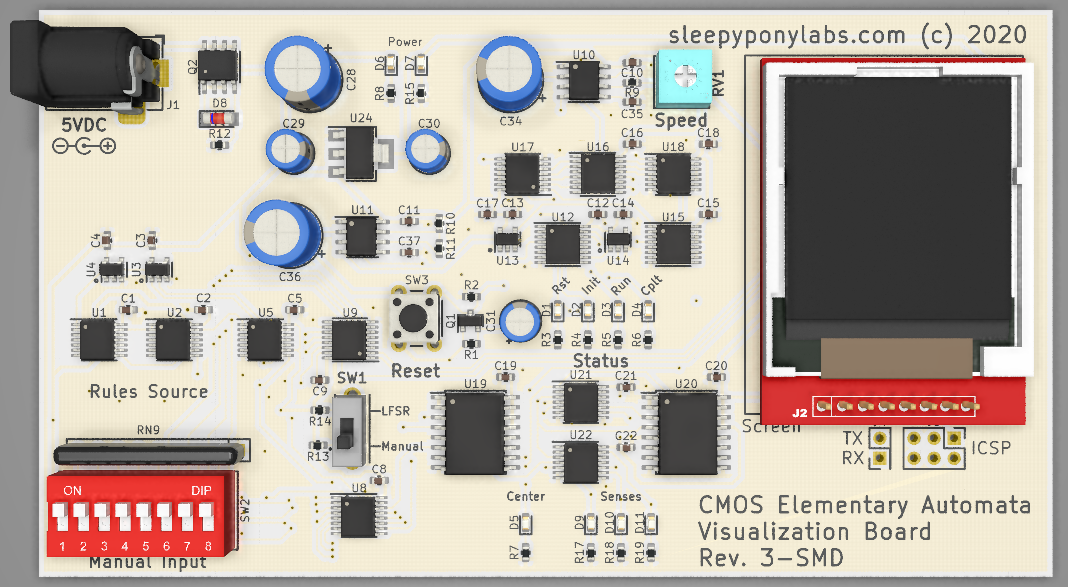 sleepyponylabs.com (c) 2020
Power
Q2
D6
D7
C28
U10
C10
R9
C35
RV1
R8
R15
J1
D8
R12
C34
Speed
5VDC
C29
U24
C30
C16
C18
U17
U16
U18
C36
U11
C11
C37
R10
R11
C17
C13
C12
C14
C15
U12
U15
U13
U14
C4
C3
U4
U3
SW3
R2
Rst
Init
Run
Cplt
C1
C2
C5
U1
U2
U5
U9
Q1
C31
D1
D2
D3
D4
R3
R4
R5
R6
R1
Reset
Status
Rules Source
C9
SW1
C19
U19
U21
C21
U20
C20
LFSR
R14
J2
Screen
RN9
R13
Manual
U22
C22
TX
RX
ICSP
ON
DIP
SW2
C8
U8
1 2 3 4 5 6 7 8
Manual Input
Center
Senses
D5
D9
D10
D11
R7
R17
R18
R19
CMOS Elementary Automata
Visualization Board
Rev. 3-SMD